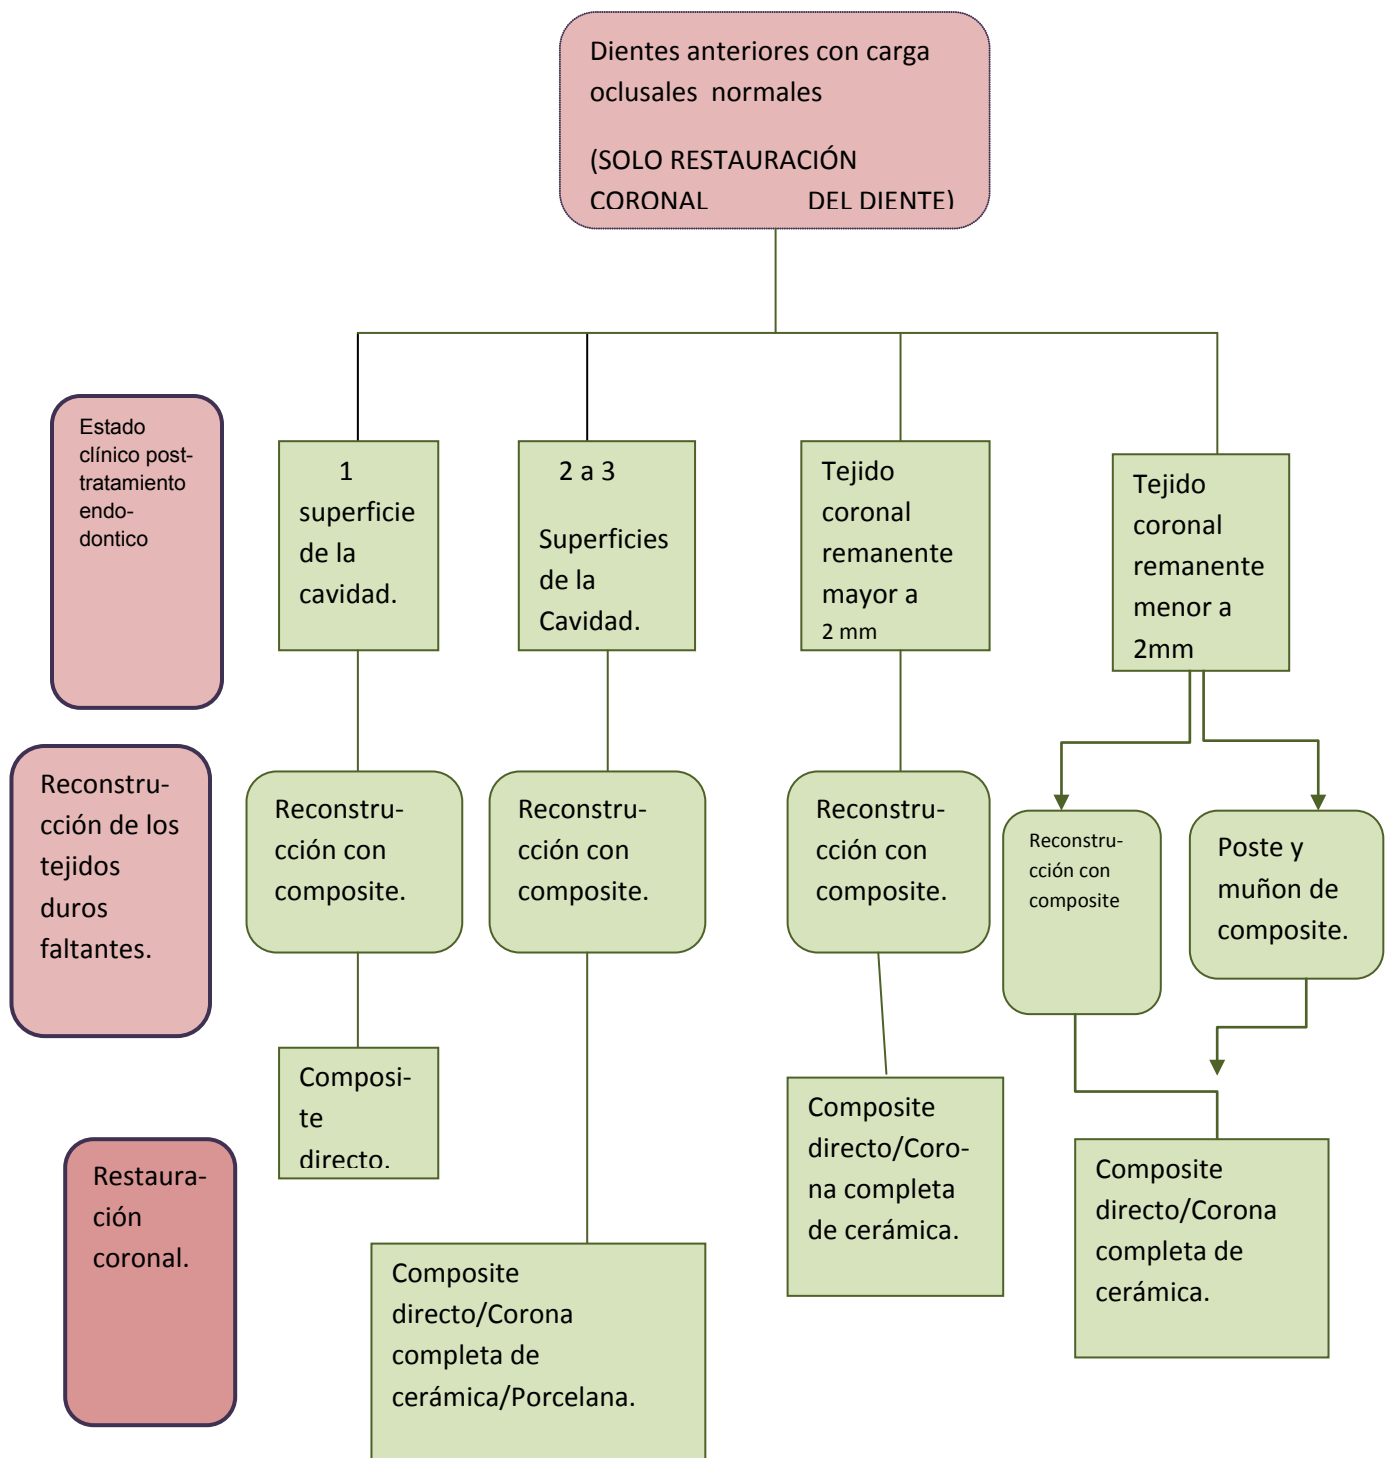 Dientes anteriores con carga
oclusales normales
(SOLO RESTAURACIÓN
CORONAL DEL DIENTE)
Estado
clínico post-
tratamiento
endo-
dontico
1
superficie
de la
cavidad.
2 a 3
Superficies
de la
Cavidad.
Tejido
coronal
remanente
mayor a
2 mm
Tejido
coronal
remanente
menor a
2mm
Reconstru-
cción de los
tejidos
duros
faltantes.
Reconstru-
cción con
composite.
Reconstru-
cción con
composite.
Reconstru-
cción con
composite.
Reconstru-
cción con
composite
Poste y
muñon de
composite.
Restaura-
ción
coronal.
Composi-
te
directo.
Composite
directo/Corona
completa de
cerámica/Porcelana.
Composite
directo/Coro-
na completa
de cerámica.
Composite
directo/Corona
completa de
cerámica.